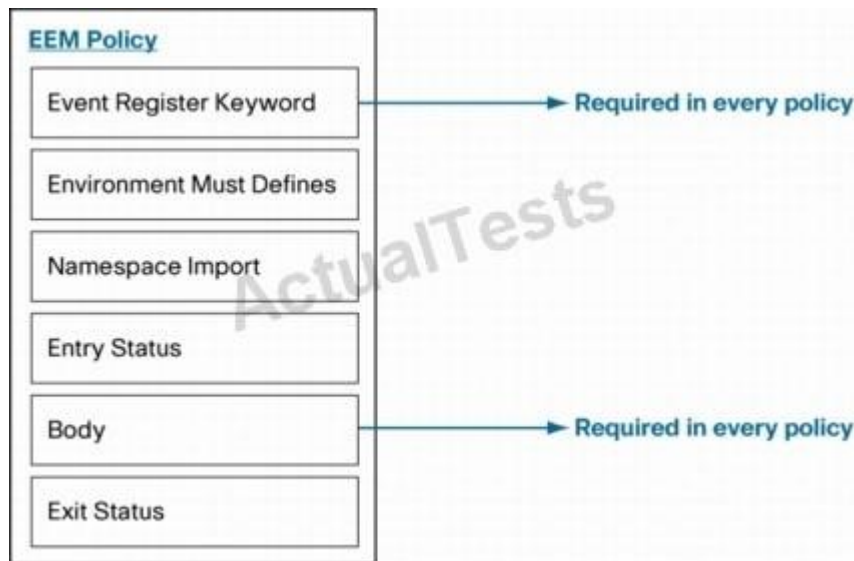 EEM Policy
Event Register Keyword
Required in every policy
Environment Must Defines
Namespace Import
ActualTests
Entry Status
Body
Required in every policy
Exit Status